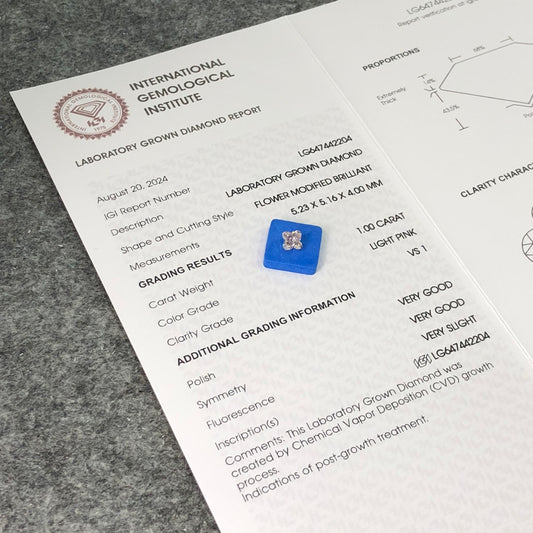 INTERNATIONAL
GEMOLOGICAL
INSTITUTE
1975
LABORATORY GROWN DIAMOND REPORT
August 20, 2024
IGI Report Number LG647442204
Description LABORATORY GROWN DIAMOND
Shape and Cutting Style FLOWER MODIFIED BRILLIANT
Measurements 5.23 X 5.16 X 4.00 MM
GRADING RESULTS
Carat Weight 1.00 CARAT
Color Grade LIGHT PINK
Clarity Grade VS 1
ADDITIONAL GRADING INFORMATION
Polish VERY GOOD
Symmetry VERY GOOD
Fluorescence VERY SLIGHT
Inscription(s) IGI LG647442204
Comments: This Laboratory Grown Diamond was
created by Chemical Vapor Deposition (CVD) growth
process.
Indications of post-growth treatment.
Report verification at
PROPORTIONS
Extremely
Thick
43.5%
CLARITY CHARAC